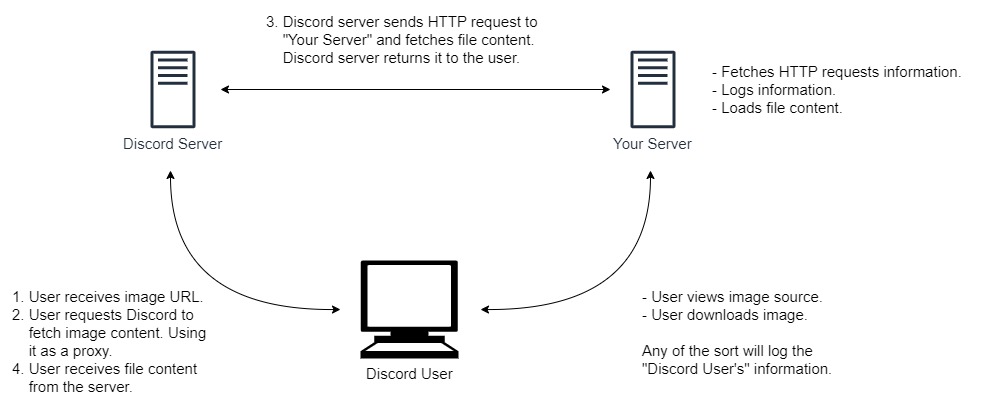 3. Discord server sends HTTP request to
"Your Server" and fetches file content.
Discord server returns it to the user.
- Fetches HTTP requests information.
- Logs information.
- Loads file content.
Discord Server
Your Server
1. User receives image URL.
2. User requests Discord to
fetch image content. Using
it as a proxy.
4. User receives file content
from the server.
Discord User
- User views image source.
- User downloads image.
Any of the sort will log the
"Discord User's" information.